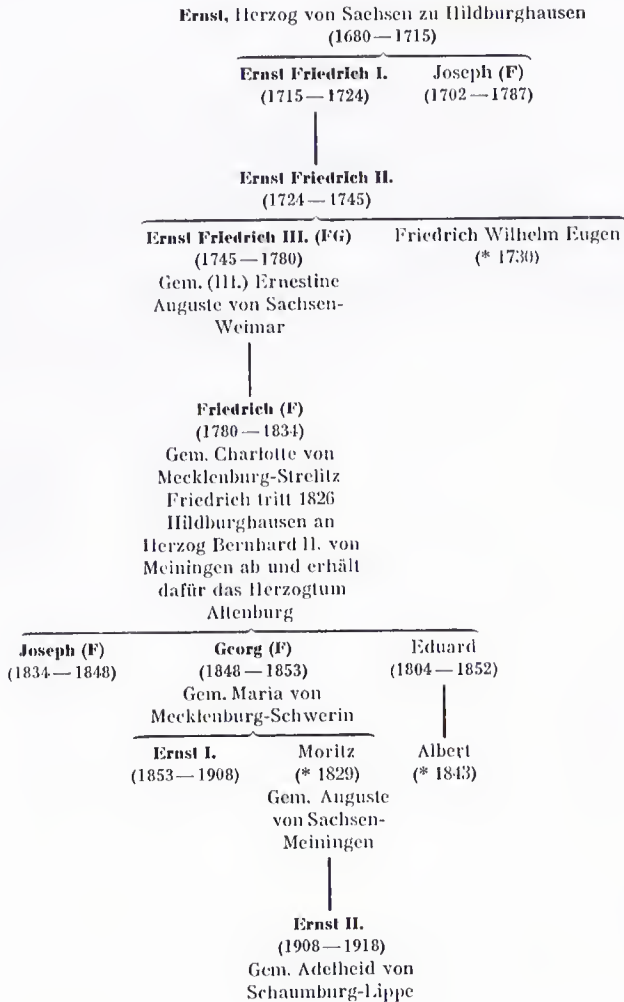 Ernst, Herzog von Sachsen zu Hildburghausen
(1680—1715)
Ernst Friedrich I. Joseph (F)
(1715—1724) (1702—1787)
Ernst Friedrich II.
(1724—1745)
Ernst Friedrich III. (FG) Friedrich Wilhelm Eugen
(1745—1780) (* 1730)
Gem. (III.) Ernestine
Auguste von Sachsen-
Weimar
Friedrich (F)
(1780—1834)
Gem. Charlotte von
Mecklenburg-Strelitz
Friedrich tritt 1826
Hildburghausen an
Herzog Bernhard II. von
Meiningen ab und erhält
dafür das Herzogtum
Altenburg
Joseph (F) Georg (F) Eduard
(1834—1848) (1848—1853) (1804—1852)
Gem. Maria von
Mecklenburg-Schwerin
Ernst I. Moritz Albert
(1853—1908) (* 1829) (* 1843)
Gem. Auguste
von Sachsen-
Meiningen
Ernst II.
(1908—1918)
Gem. Adelheid von
Schaumburg-Lippe